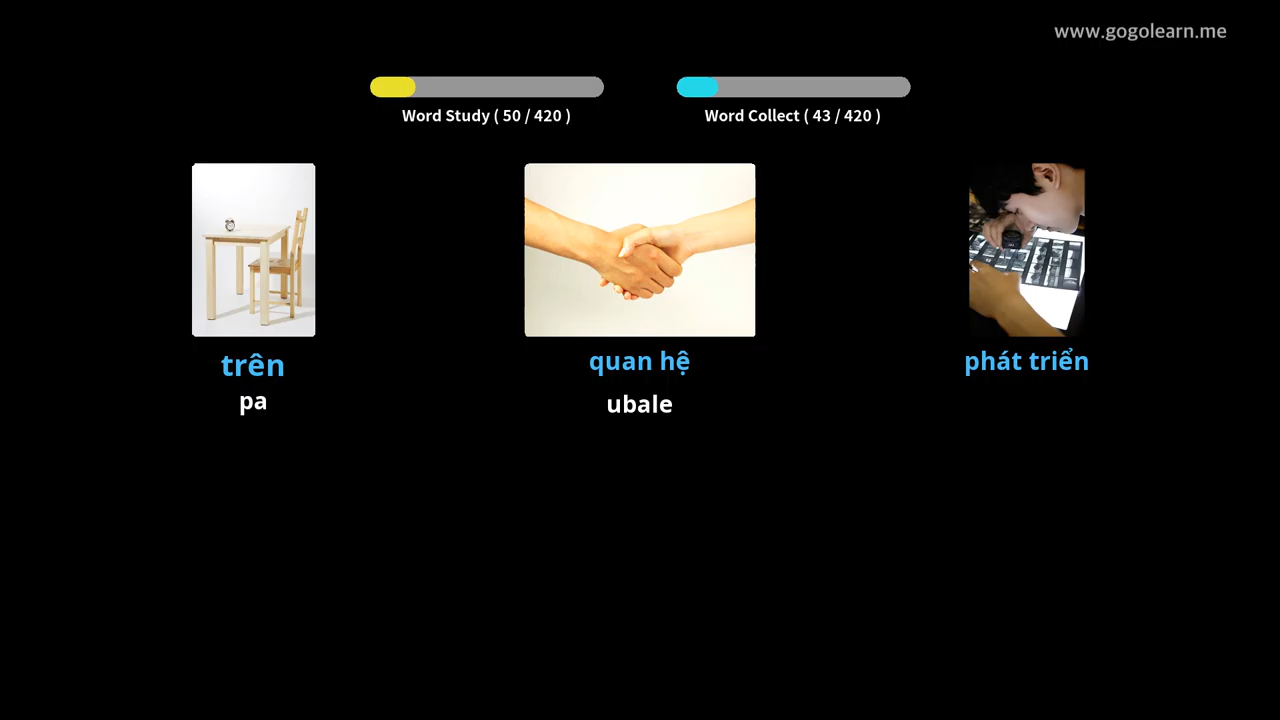 www.gogolearn.me
Word Study ( 50 / 420 )
Word Collect ( 43 / 420 )
trên
pa
quan hệ
ubale
phát triển